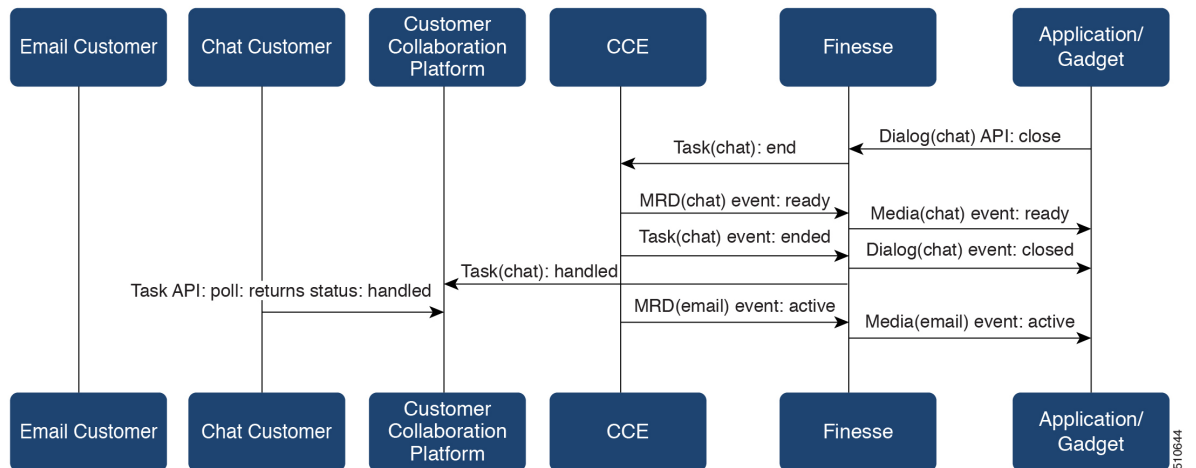 Email Customer
Chat Customer
Customer
Collaboration
Platform
CCE
Finesse
Application/
Gadget
Dialog(chat) API: close
Task(chat): end
MRD(chat) event: ready
Media(chat) event: ready
Task(chat) event: ended
Dialog(chat) event: closed
Task(chat): handled
Task API: poll: returns status: handled
MRD(email) event: active
Media(email) event: active
Email Customer
Chat Customer
Customer
Collaboration
Platform
CCE
Finesse
Application/
Gadget
510644